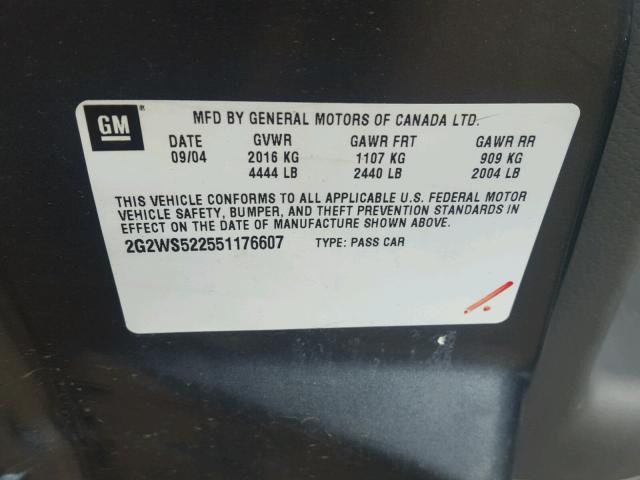 GM ®
MFD BY GENERAL MOTORS OF CANADA LTD.
DATE GVWR GAWR FRT GAWR RR
09/04 2016 KG 1107 KG 909 KG
4444 LB 2440 LB 2004 LB
THIS VEHICLE CONFORMS TO ALL APPLICABLE U.S. FEDERAL MOTOR
VEHICLE SAFETY, BUMPER, AND THEFT PREVENTION STANDARDS IN
EFFECT ON THE DATE OF MANUFACTURE SHOWN ABOVE.
2G2WS522551176607 TYPE: PASS CAR